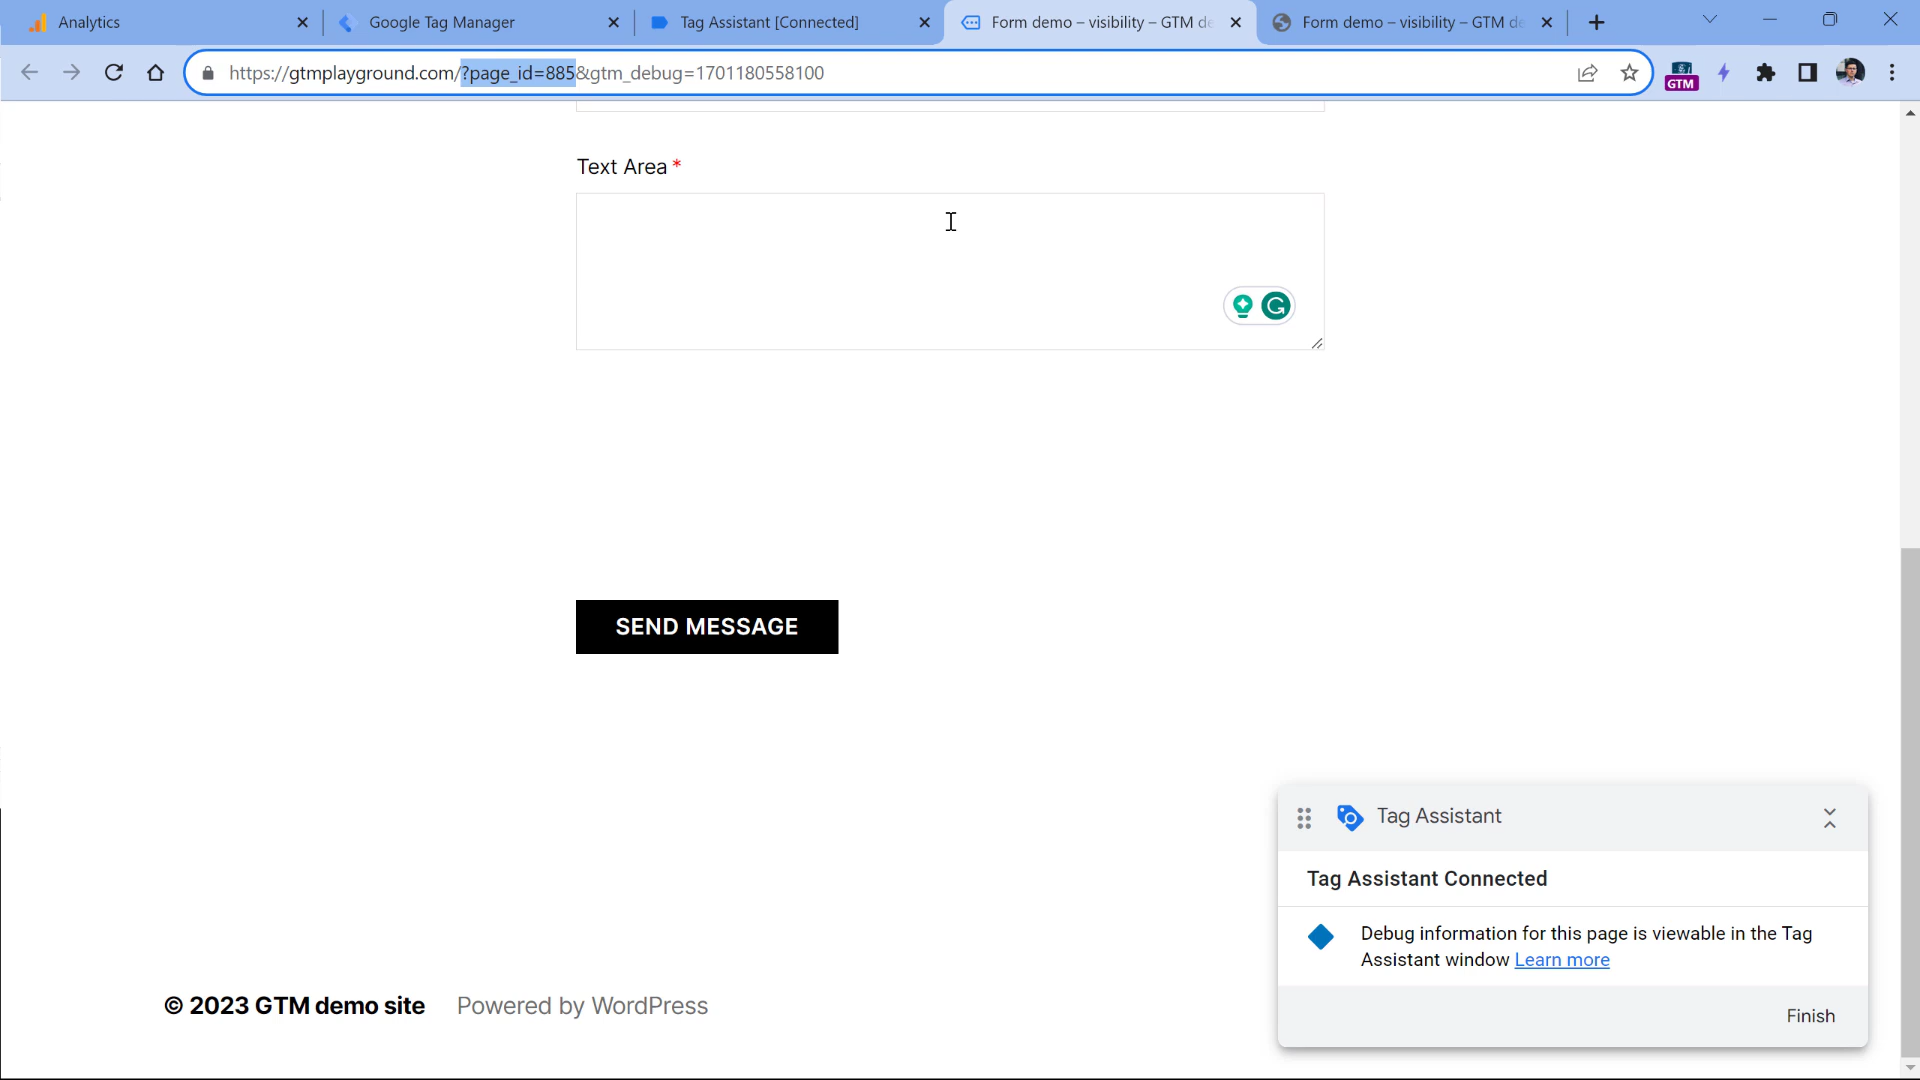 Analytics
Google Tag Manager
Tag Assistant [Connected]
Form demo – visibility – GTM de
Form demo – visibility – GTM de
https://gtmplayground.com/?page_id=885&gtm_debug=1701180558100
GTM
Text Area *
SEND MESSAGE
Tag Assistant
Tag Assistant Connected
Debug information for this page is viewable in the Tag
Assistant window Learn more
Finish
© 2023 GTM demo site Powered by WordPress